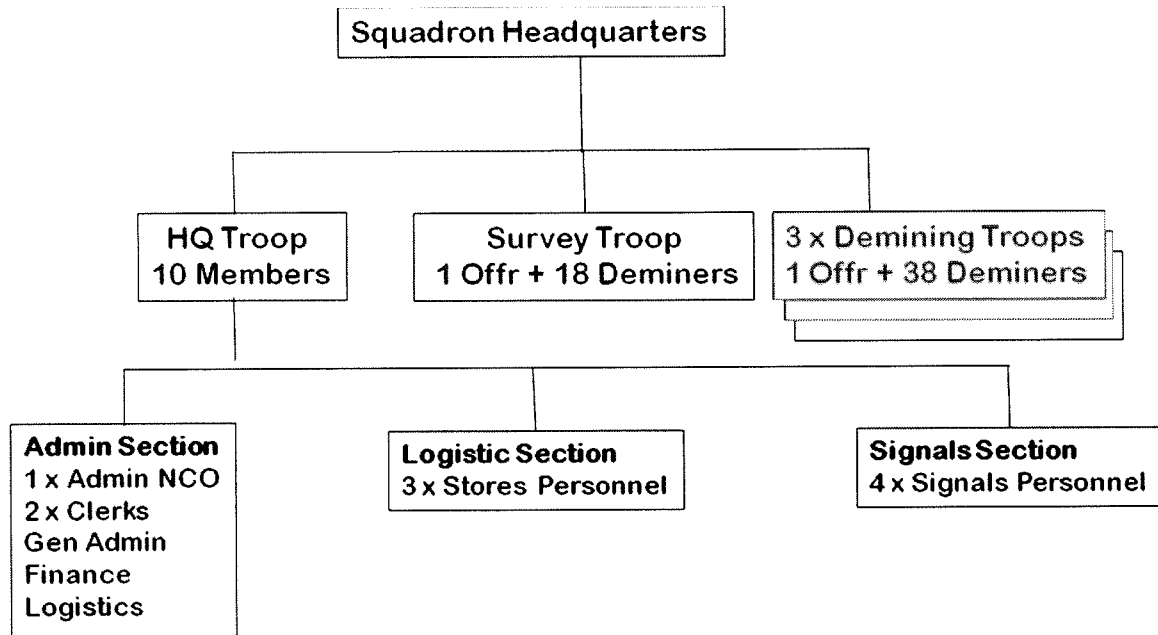 Squadron Headquarters
HQ Troop
10 Members
Survey Troop
1 Offr + 18 Deminers
3 x Demining Troops
1 Offr + 38 Deminers
Admin Section
1 x Admin NCO
2 x Clerks
Gen Admin
Finance
Logistics
Logistic Section
3 x Stores Personnel
Signals Section
4 x Signals Personnel